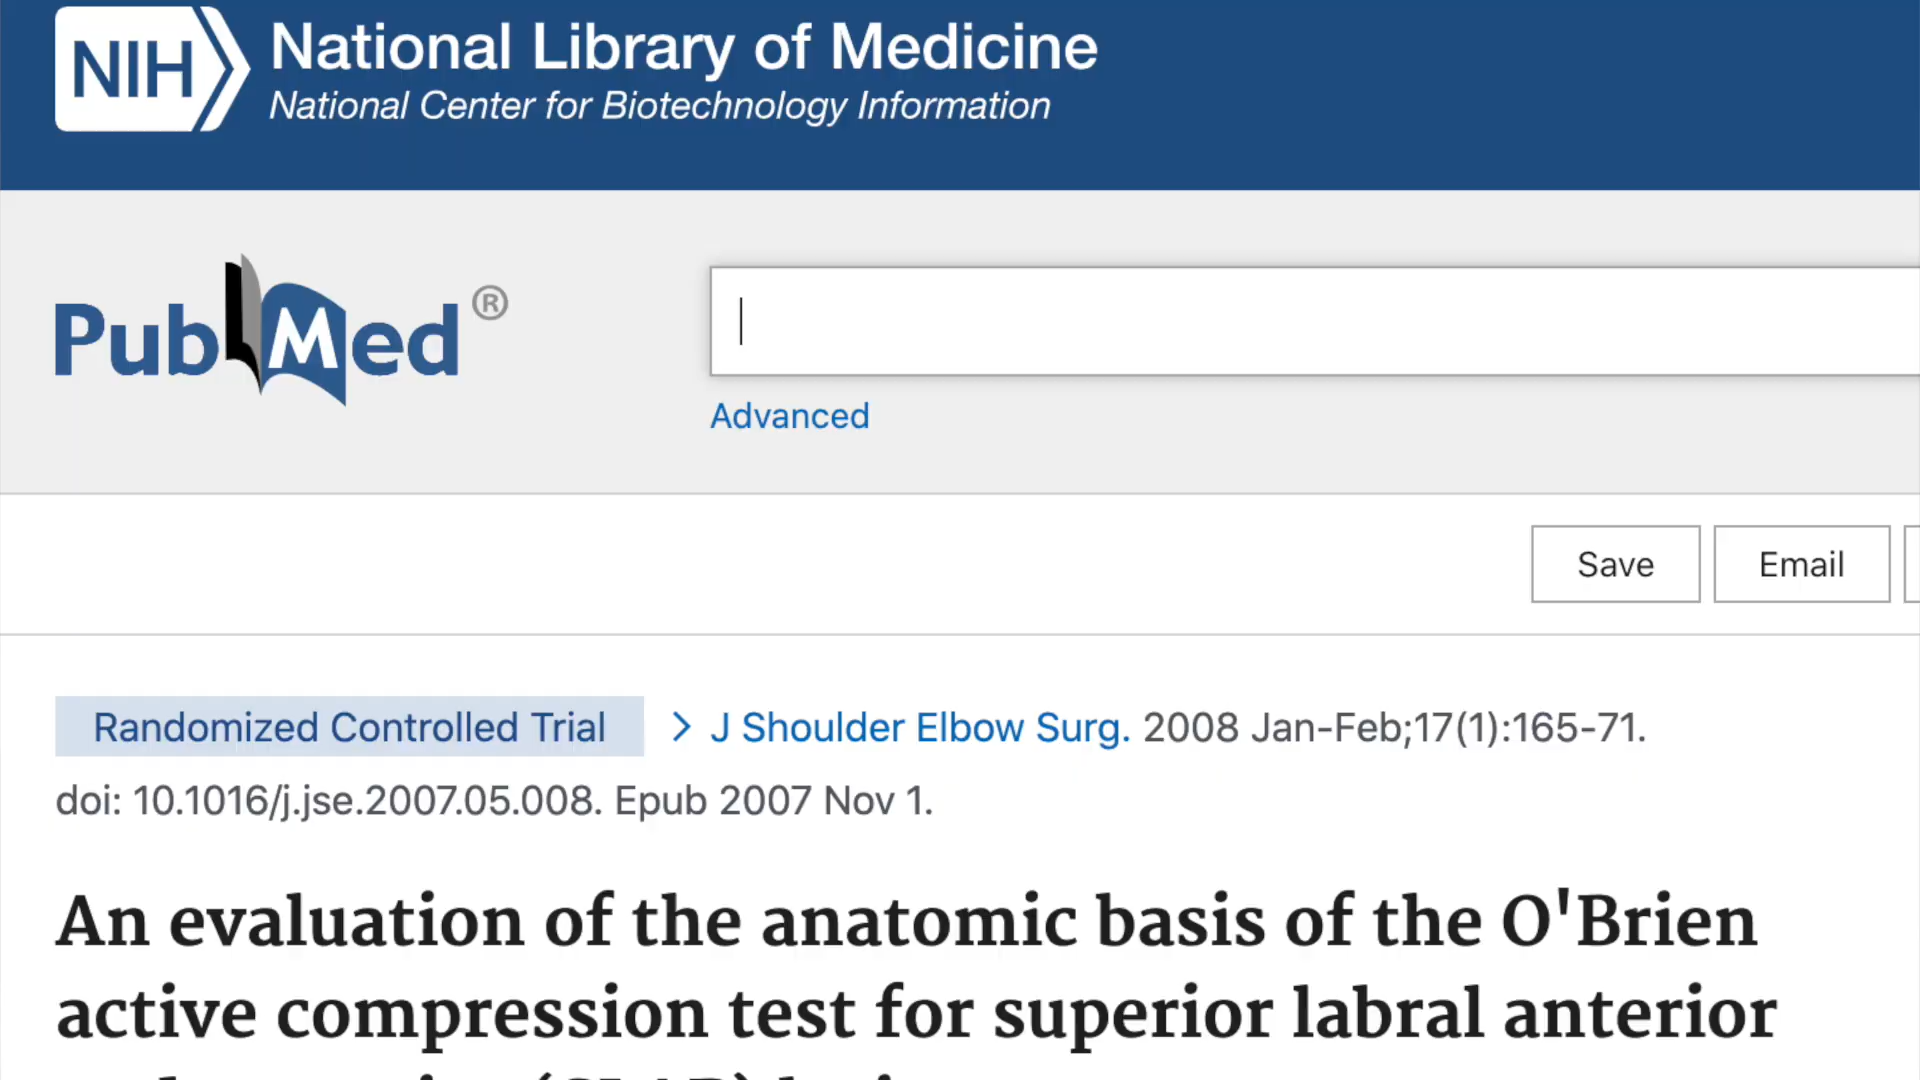 NIH National Library of Medicine
National Center for Biotechnology Information
PubMed®
Advanced
Save Email
Randomized Controlled Trial > J Shoulder Elbow Surg. 2008 Jan-Feb;17(1):165-71.
doi: 10.1016/j.jse.2007.05.008. Epub 2007 Nov 1.
An evaluation of the anatomic basis of the O'Brien
active compression test for superior labral anterior